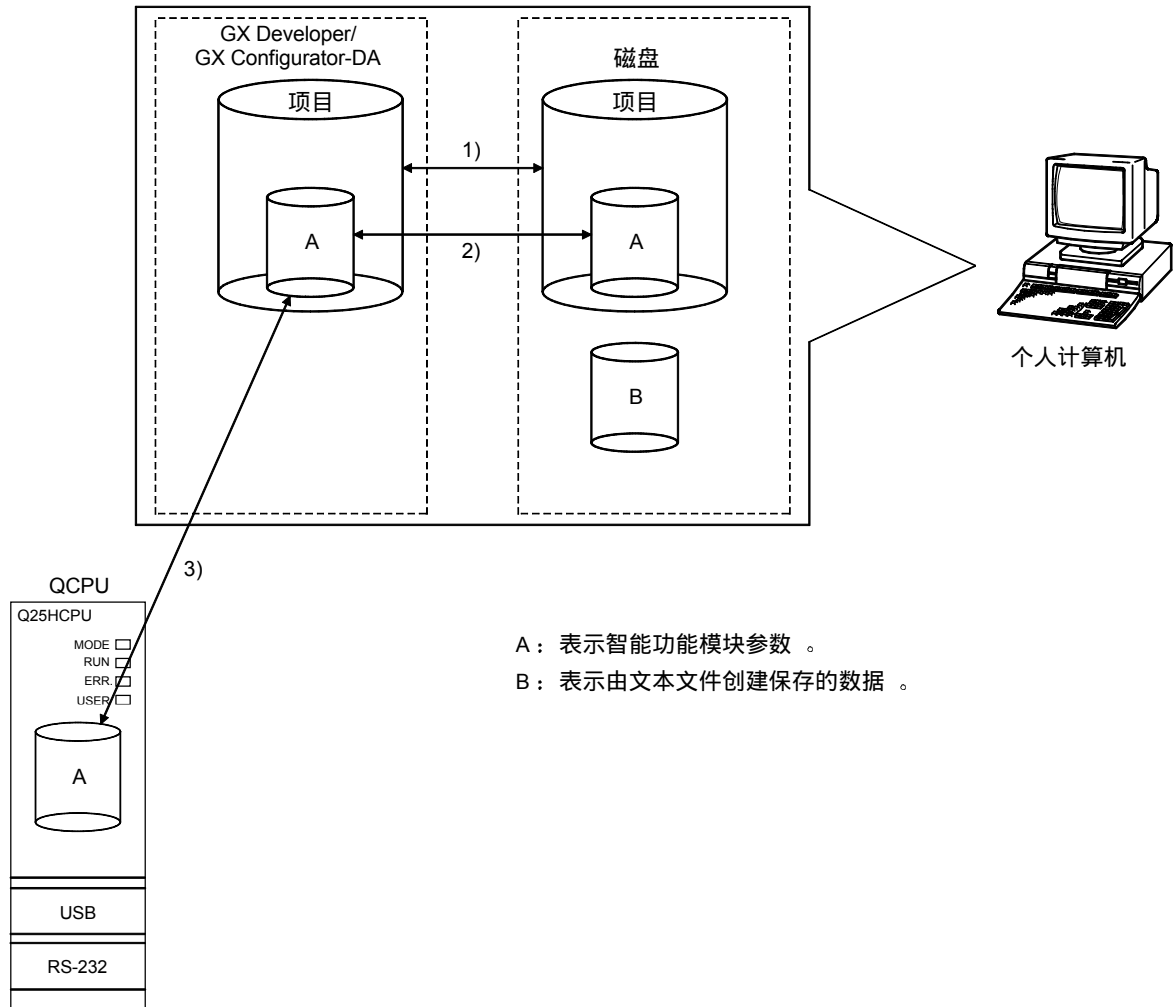 GX Developer/
GX Configurator-DA
磁盘
项目
项目
1)
A
2)
A
B
个人计算机
3)
QCPU
Q25HCPU
MODE
RUN
ERR.
USER
A
USB
RS-232
A：表示智能功能模块参数 。
B：表示由文本文件创建保存的数据 。